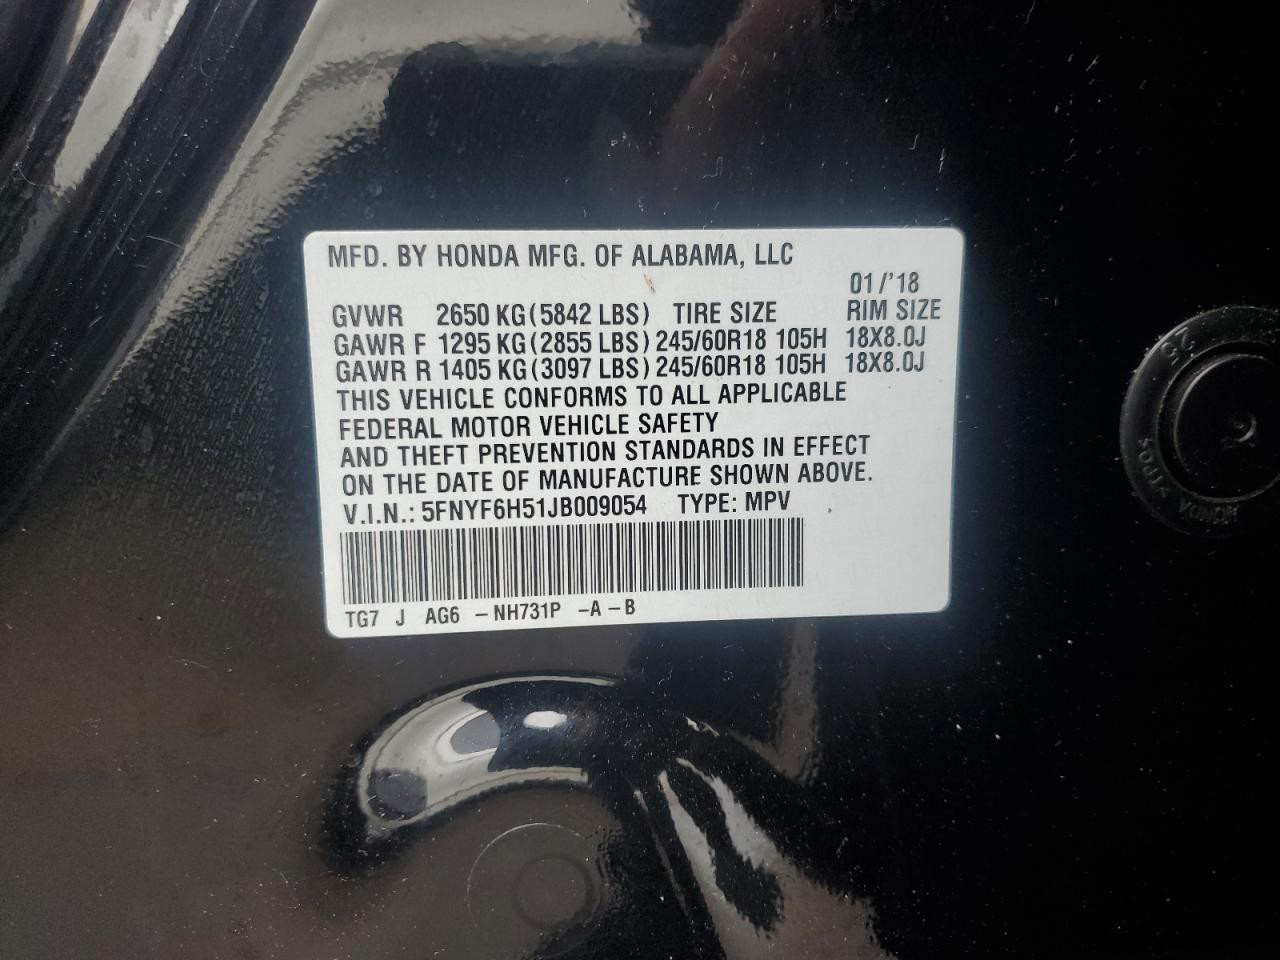 MFD. BY HONDA MFG. OF ALABAMA, LLC
01/'18
GVWR 2650 KG (5842 LBS) TIRE SIZE RIM SIZE
GAWR F 1295 KG (2855 LBS) 245/60R18 105H 18X8.0J
GAWR R 1405 KG (3097 LBS) 245/60R18 105H 18X8.0J
THIS VEHICLE CONFORMS TO ALL APPLICABLE
FEDERAL MOTOR VEHICLE SAFETY
AND THEFT PREVENTION STANDARDS IN EFFECT
ON THE DATE OF MANUFACTURE SHOWN ABOVE.
V.I.N.: 5FNYF6H51JB009054 TYPE: MPV
TG7 J AG6 – NH731P – A – B
25